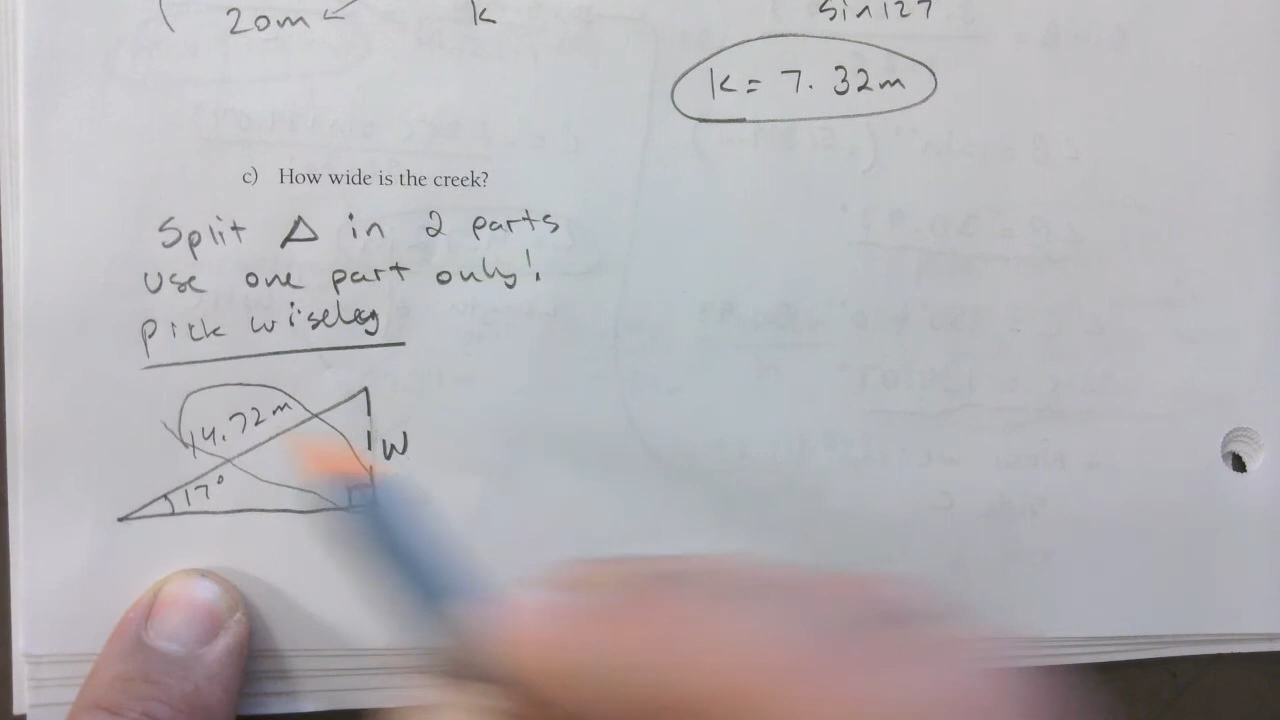 20m k
sin127
k = 7.32m
c) How wide is the creek?
Split Δ in 2 parts
use one part only!
pick wiseley
14.72m
W
17°